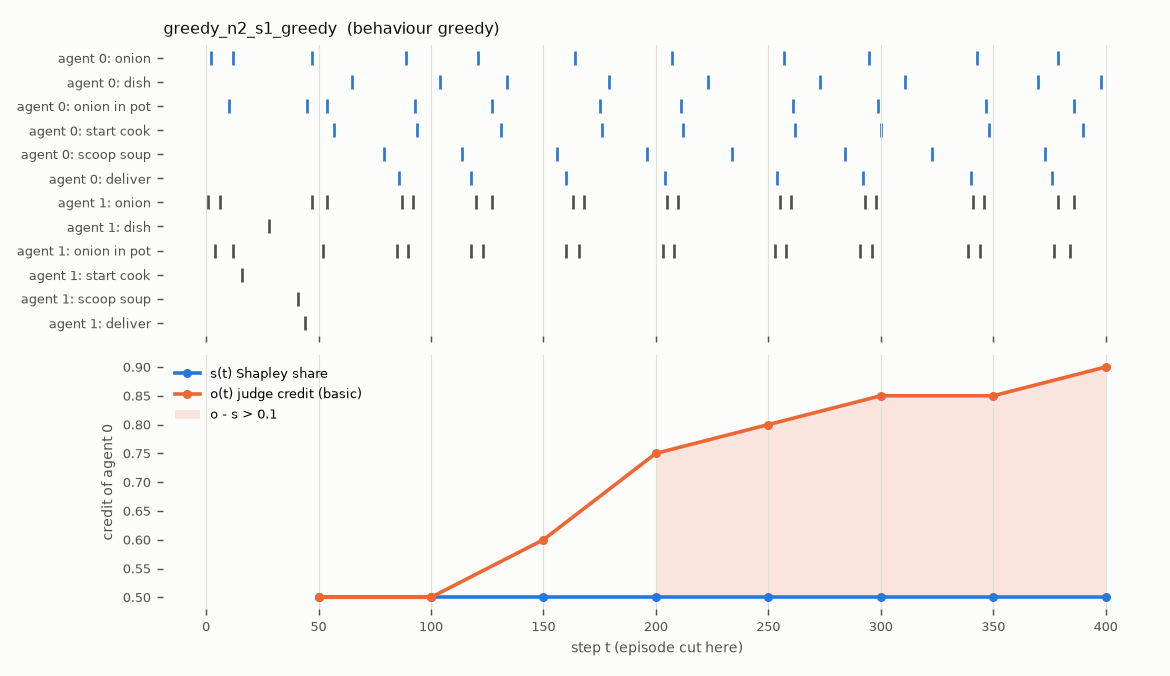 greedy_n2_s1_greedy  (behaviour greedy)
agent 0: onion
agent 0: dish
agent 0: onion in pot
agent 0: start cook
agent 0: scoop soup
agent 0: deliver
agent 1: onion
agent 1: dish
agent 1: onion in pot
agent 1: start cook
agent 1: scoop soup
agent 1: deliver
s(t) Shapley share
o(t) judge credit (basic)
o - s > 0.1
credit of agent 0
0.90
0.85
0.80
0.75
0.70
0.65
0.60
0.55
0.50
0 50 100 150 200 250 300 350 400
step t (episode cut here)